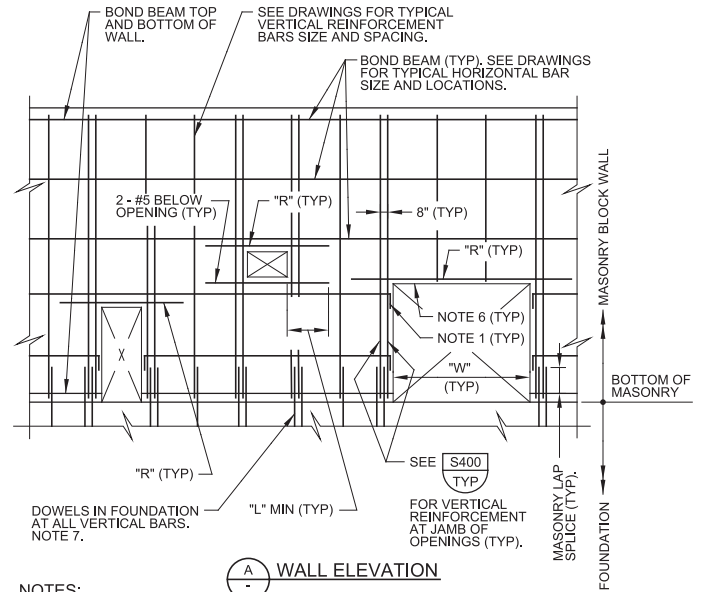 BOND BEAM TOP
AND BOTTOM OF
WALL.
SEE DRAWINGS FOR TYPICAL
VERTICAL REINFORCEMENT
BARS SIZE AND SPACING.
BOND BEAM (TYP). SEE DRAWINGS
FOR TYPICAL HORIZONTAL BAR
SIZE AND LOCATIONS.
2 - #5 BELOW
OPENING (TYP)
"R" (TYP)
8" (TYP)
"R" (TYP)
NOTE 6 (TYP)
NOTE 1 (TYP)
"W"
(TYP)
X
MASONRY BLOCK WALL
BOTTOM OF
MASONRY
FOUNDATION
MASONRY LAP
SPLICE (TYP).
"R" (TYP)
"L" MIN (TYP)
DOWELS IN FOUNDATION
AT ALL VERTICAL BARS.
NOTE 7.
SEE
S400
TYP
FOR VERTICAL
REINFORCEMENT
AT JAMB OF
OPENINGS (TYP).
A
-
WALL ELEVATION
NOTES: